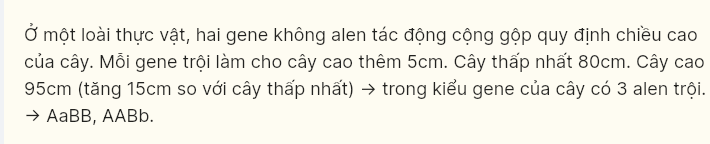 Ở một loài thực vật, hai gene không alen tác động cộng gộp quy định chiều cao
của cây. Mỗi gene trội làm cho cây cao thêm 5cm. Cây thấp nhất 80cm. Cây cao
95cm (tăng 15cm so với cây thấp nhất) → trong kiểu gene của cây có 3 alen trội.
→ AaBB, AABb.